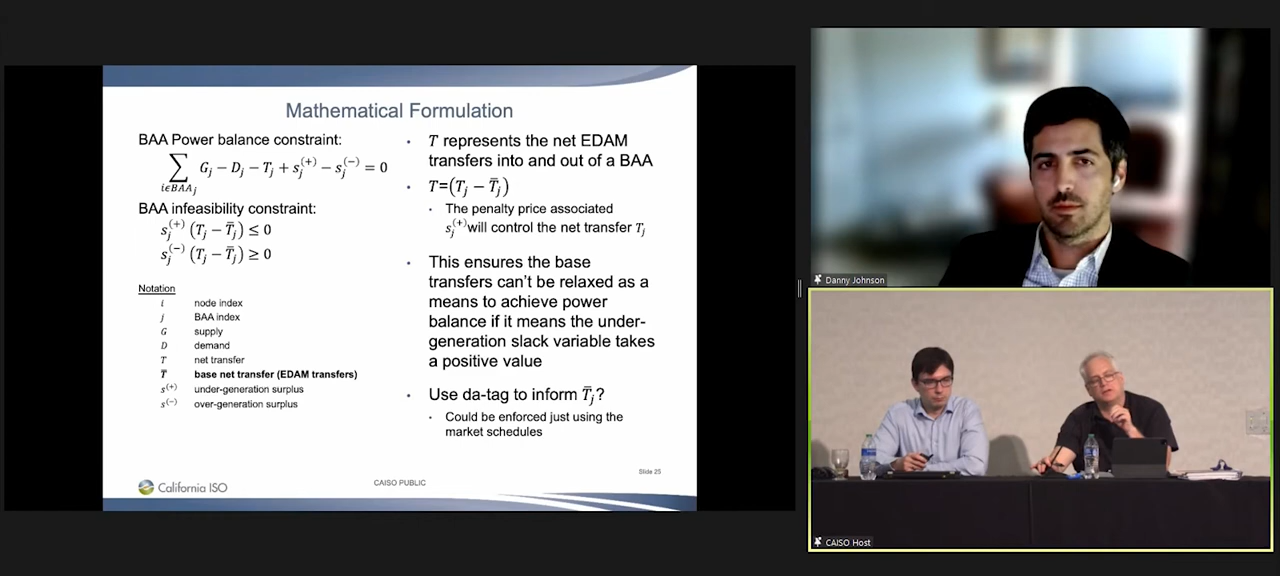 Mathematical Formulation
BAA Power balance constraint:
∑ G_j − D_j − T_j + s_j^(+) − s_j^(−) = 0
iϵBAA_j
BAA infeasibility constraint:
s_j^(+) (T_j − T̄_j) ≤ 0
s_j^(−) (T_j − T̄_j) ≥ 0
Notation
i node index
j BAA index
G supply
D demand
T net transfer
T̄ base net transfer (EDAM transfers)
s^(+) under-generation surplus
s^(−) over-generation surplus
• T represents the net EDAM
transfers into and out of a BAA
• T=(T_j − T̄_j)
• The penalty price associated
s_j^(+) will control the net transfer T_j
• This ensures the base
transfers can't be relaxed as a
means to achieve power
balance if it means the under-
generation slack variable takes
a positive value
• Use da-tag to inform T̄_j?
• Could be enforced just using the
market schedules
Slide 25
California ISO
CAISO PUBLIC
Danny Johnson
CAISO Host